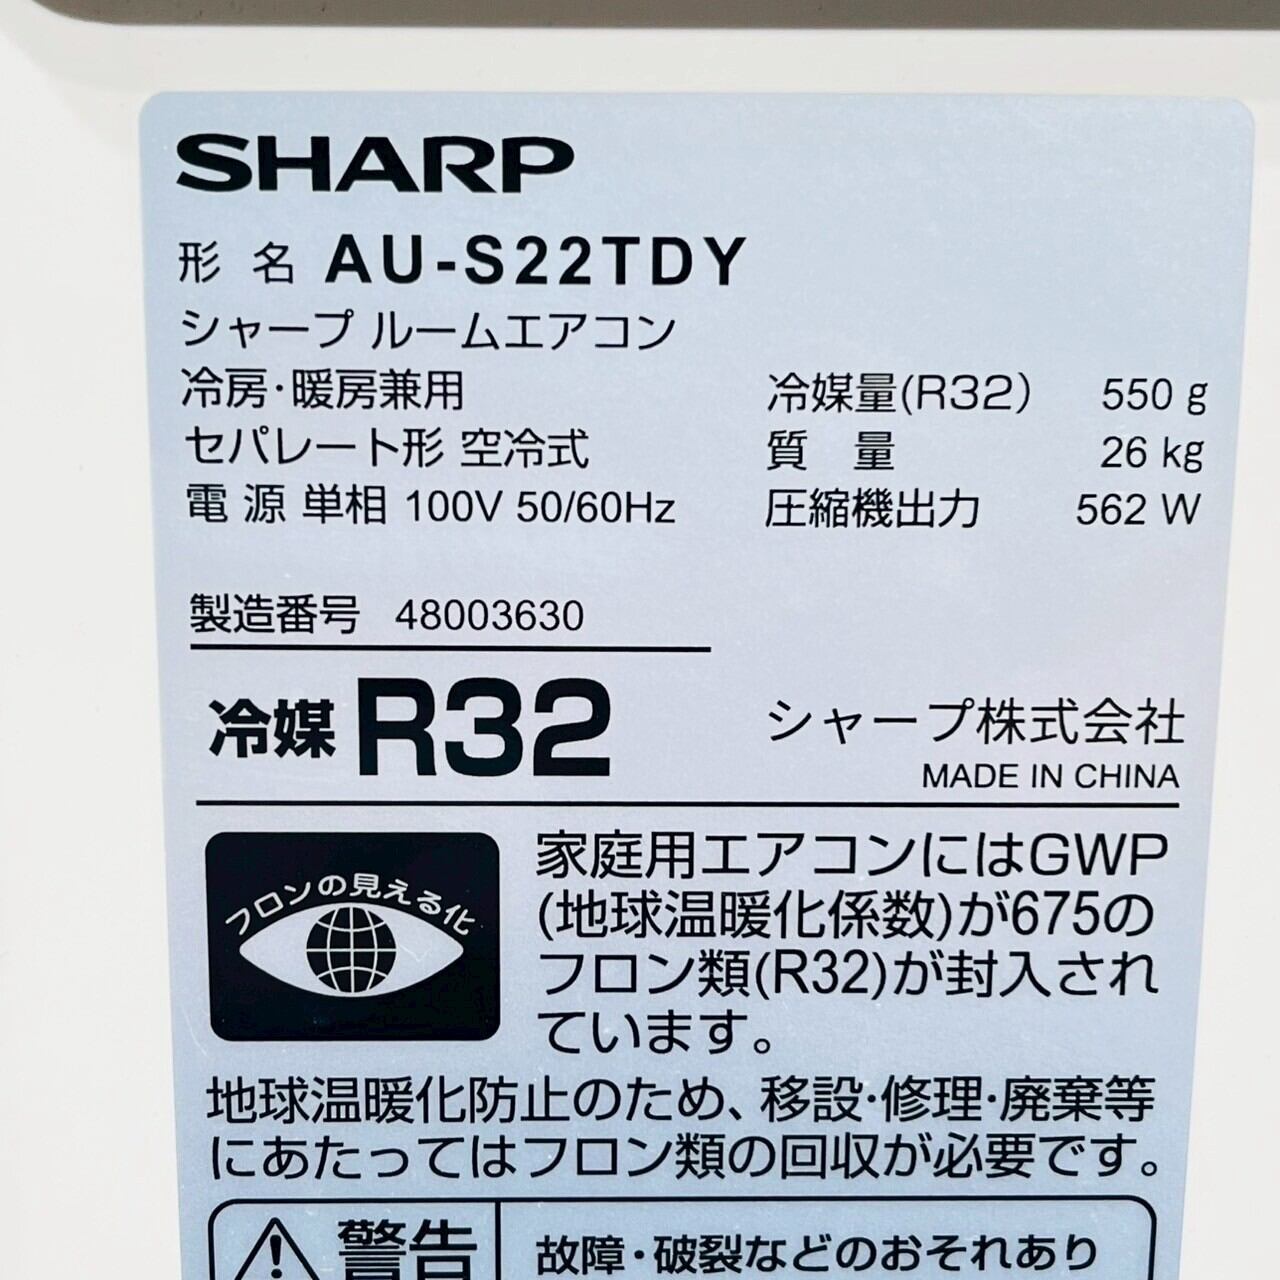 SHARP
形 名 AU-S22TDY
シャープ ルームエアコン
冷房・暖房兼用
セパレート形 空冷式
電 源 単相 100V 50/60Hz
冷媒量(R32) 550 g
質 量 26 kg
圧縮機出力 562 W
製造番号 48003630
冷媒 R32
シャープ株式会社
MADE IN CHINA
フロンの見える化
家庭用エアコンにはGWP
(地球温暖化係数)が675の
フロン類(R32)が封入され
ています。
地球温暖化防止のため、移設・修理・廃棄等
にあたってはフロン類の回収が必要です。
警告
故障・破裂などのおそれあり